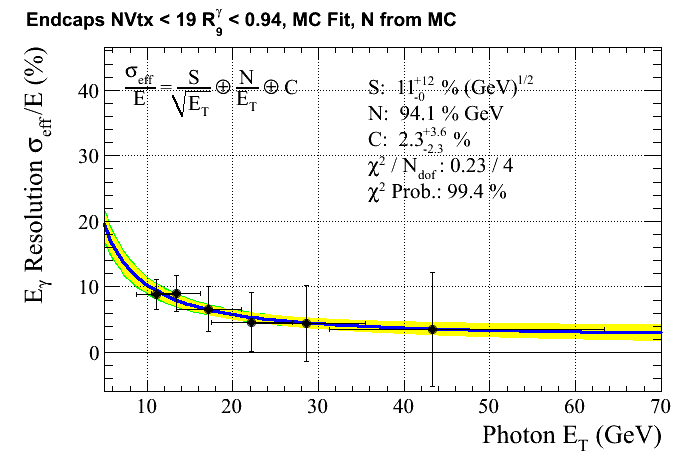 Endcaps NVtx < 19 R₉^γ < 0.94, MC Fit, N from MC
σ_eff/E = S/√E_T ⊕ N/E_T ⊕ C
S: 11 +12 -0 % (GeV)^1/2
N: 94.1 % GeV
C: 2.3 +3.6 -2.3 %
χ² / N_dof : 0.23 / 4
χ² Prob.: 99.4 %
E_γ Resolution σ_eff/E (%)
40
30
20
10
0
10 20 30 40 50 60 70
Photon E_T (GeV)